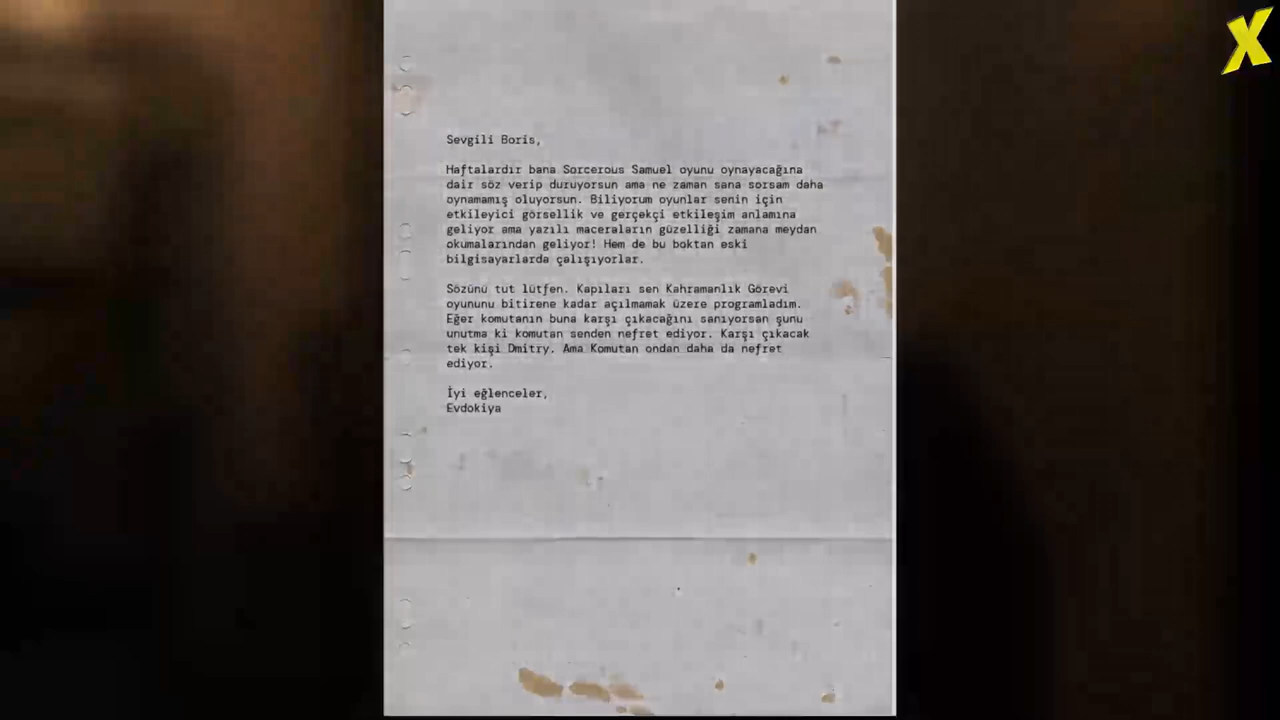 X
Sevgili Boris,
Haftalardır bana Sorcerous Samuel oyunu oynayacağına
dair söz verip duruyorsun ama ne zaman sana sorsam daha
oynamamış oluyorsun. Biliyorum oyunlar senin için
etkileyici görsellik ve gerçekçi etkileşim anlamına
geliyor ama yazılı maceraların güzelliği zamana meydan
okumalarından geliyor! Hem de bu boktan eski
bilgisayarlarda çalışıyorlar.
Sözünü tut lütfen. Kapıları sen Kahramanlık Görevi
oyununu bitirene kadar açılmamak üzere programladım.
Eğer komutanın buna karşı çıkacağını sanıyorsan şunu
unutma ki komutan senden nefret ediyor. Karşı çıkacak
tek kişi Dmitry. Ama Komutan ondan daha da nefret
ediyor.
İyi eğlenceler,
Evdokiya